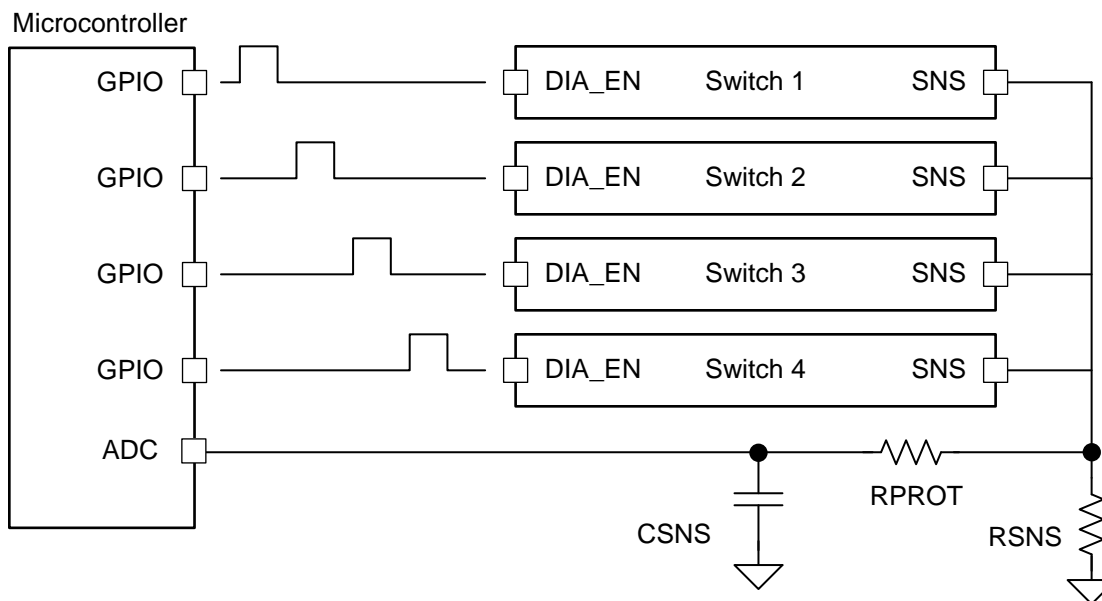 Microcontroller
GPIO DIA_EN Switch 1 SNS
GPIO DIA_EN Switch 2 SNS
GPIO DIA_EN Switch 3 SNS
GPIO DIA_EN Switch 4 SNS
ADC
RPROT
CSNS RSNS